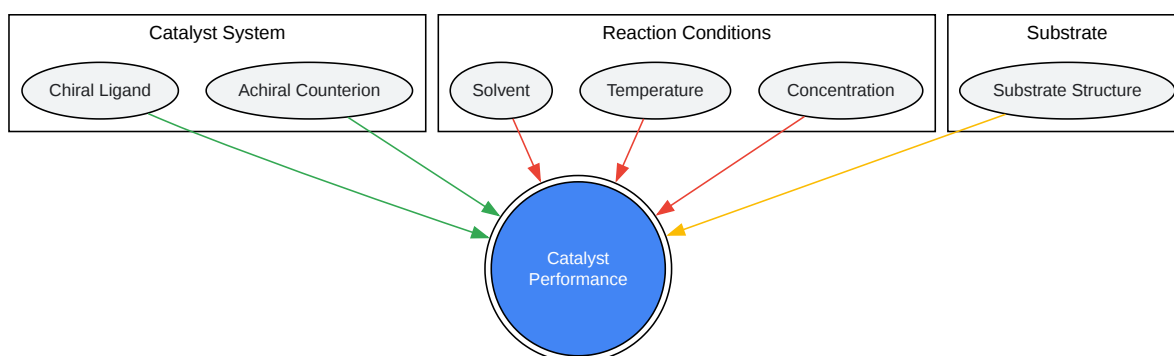 Catalyst System
Reaction Conditions
Substrate
Chiral Ligand
Achiral Counterion
Solvent
Temperature
Concentration
Substrate Structure
Catalyst
Performance